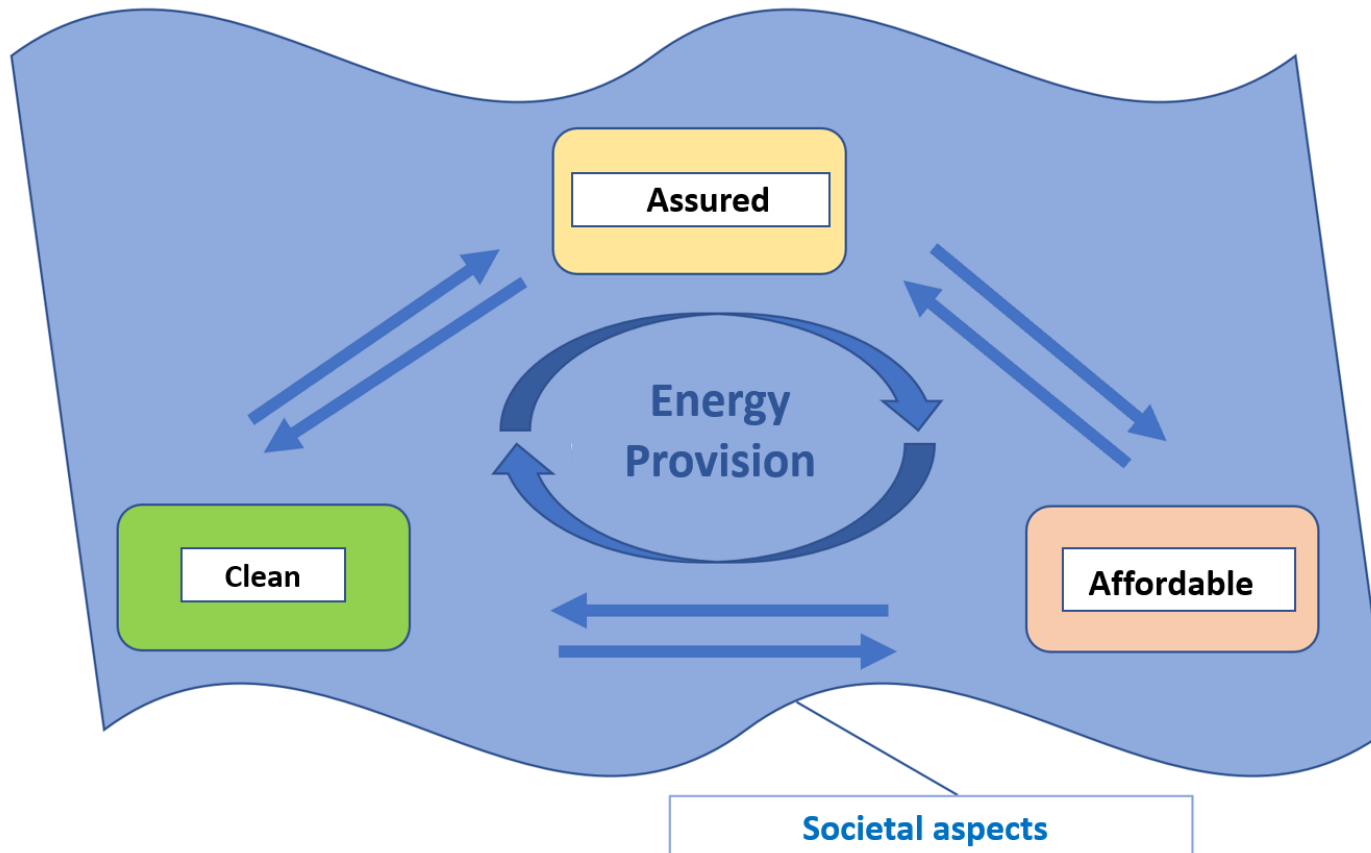 Assured
Energy
Provision
Clean
Affordable
Societal aspects